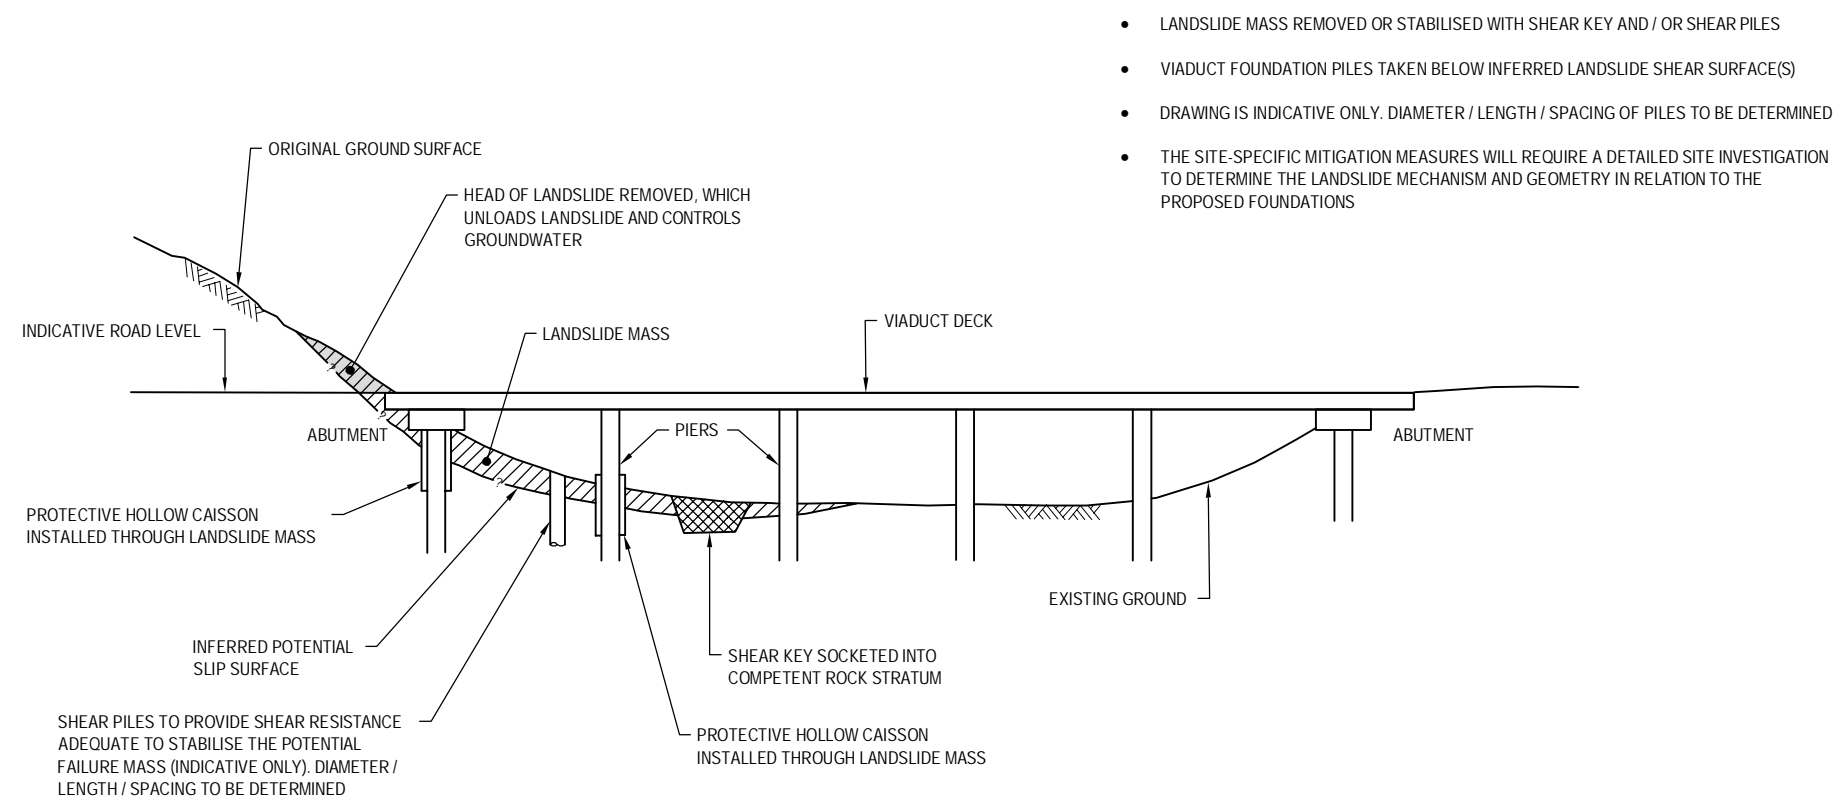 • LANDSLIDE MASS REMOVED OR STABILISED WITH SHEAR KEY AND / OR SHEAR PILES
• VIADUCT FOUNDATION PILES TAKEN BELOW INFERRED LANDSLIDE SHEAR SURFACE(S)
• DRAWING IS INDICATIVE ONLY. DIAMETER / LENGTH / SPACING OF PILES TO BE DETERMINED
• THE SITE-SPECIFIC MITIGATION MEASURES WILL REQUIRE A DETAILED SITE INVESTIGATION
TO DETERMINE THE LANDSLIDE MECHANISM AND GEOMETRY IN RELATION TO THE
PROPOSED FOUNDATIONS
ORIGINAL GROUND SURFACE
HEAD OF LANDSLIDE REMOVED, WHICH
UNLOADS LANDSLIDE AND CONTROLS
GROUNDWATER
INDICATIVE ROAD LEVEL
LANDSLIDE MASS
VIADUCT DECK
?
?
?
ABUTMENT
PIERS
ABUTMENT
PROTECTIVE HOLLOW CAISSON
INSTALLED THROUGH LANDSLIDE MASS
EXISTING GROUND
INFERRED POTENTIAL
SLIP SURFACE
SHEAR KEY SOCKETED INTO
COMPETENT ROCK STRATUM
SHEAR PILES TO PROVIDE SHEAR RESISTANCE
ADEQUATE TO STABILISE THE POTENTIAL
FAILURE MASS (INDICATIVE ONLY). DIAMETER /
LENGTH / SPACING TO BE DETERMINED
PROTECTIVE HOLLOW CAISSON
INSTALLED THROUGH LANDSLIDE MASS